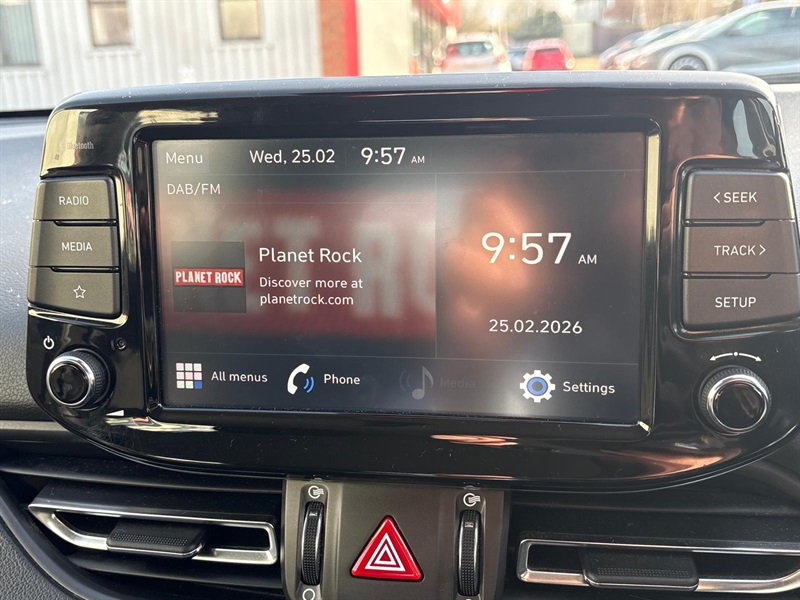 Bluetooth
Menu Wed, 25.02 9:57 AM
DAB/FM
RADIO
MEDIA
PLANET ROCK
Planet Rock
Discover more at
planetrock.com
9:57 AM
25.02.2026
< SEEK
TRACK >
SETUP
All menus
Phone
Media
Settings